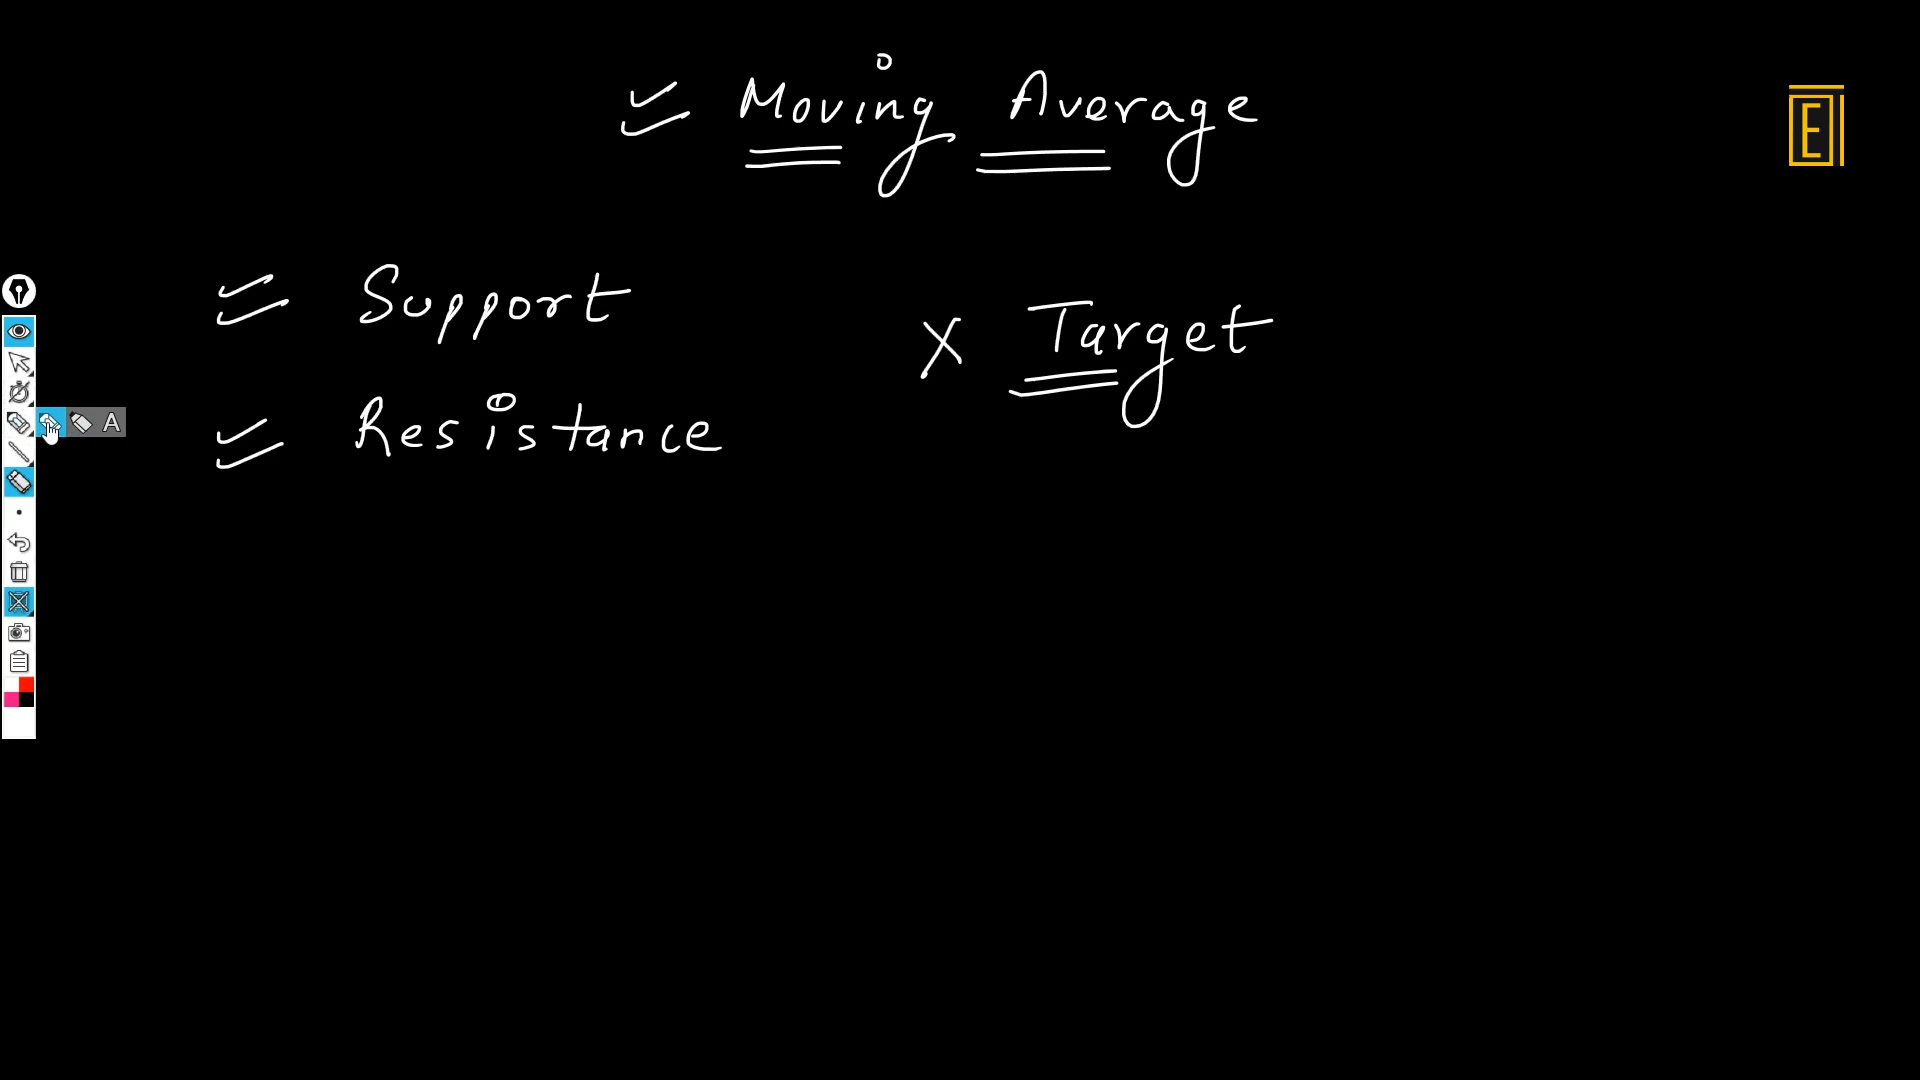 Moving Average
Support
X Target
Resistance
E
A